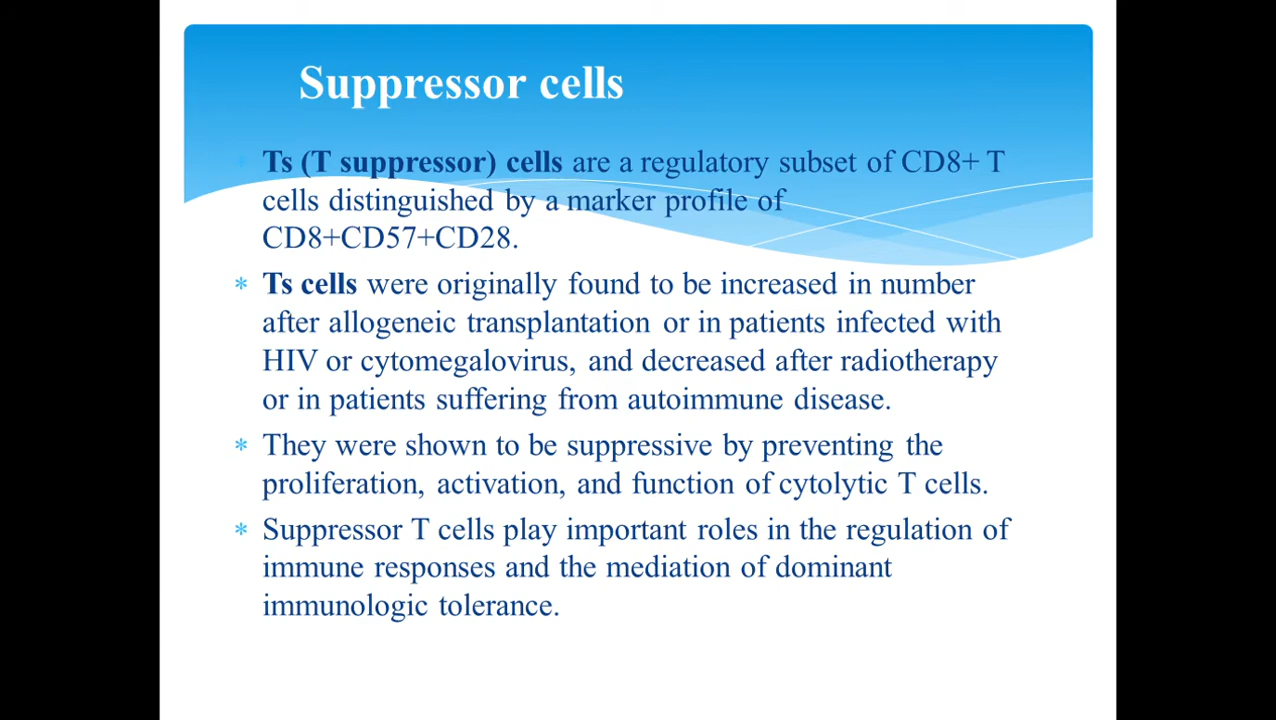 Suppressor cells
Ts (T suppressor) cells are a regulatory subset of CD8+ T
cells distinguished by a marker profile of
CD8+CD57+CD28.
* Ts cells were originally found to be increased in number
after allogeneic transplantation or in patients infected with
HIV or cytomegalovirus, and decreased after radiotherapy
or in patients suffering from autoimmune disease.
* They were shown to be suppressive by preventing the
proliferation, activation, and function of cytolytic T cells.
* Suppressor T cells play important roles in the regulation of
immune responses and the mediation of dominant
immunologic tolerance.